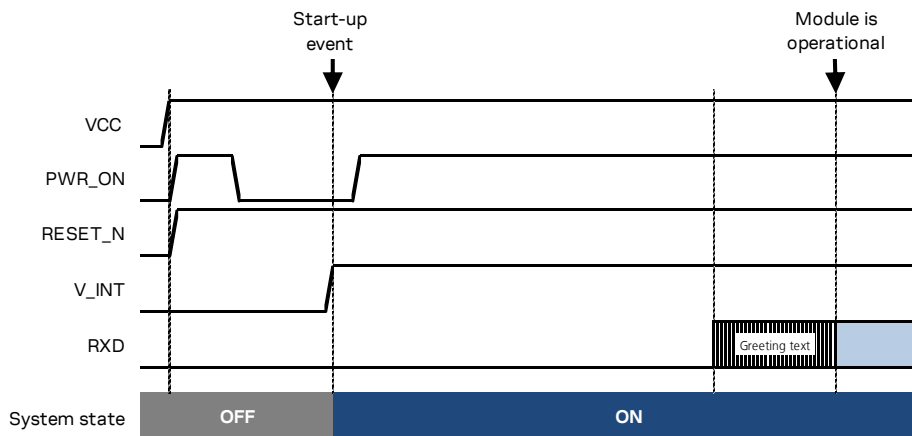 Start-up
event
Module is
operational
VCC
PWR_ON
RESET_N
V_INT
RXD
Greeting text
System state
OFF
ON